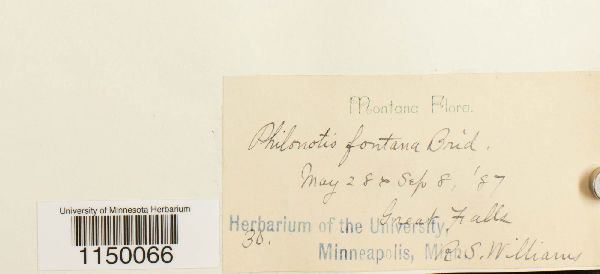 Montana Flora.
Philonotis fontana Brid.
May 28 & Sep 8, '87
Great Falls
Herbarium of the University,
30.
Minneapolis, Minn.
R. S. Williams
University of Minnesota Herbarium
1150066